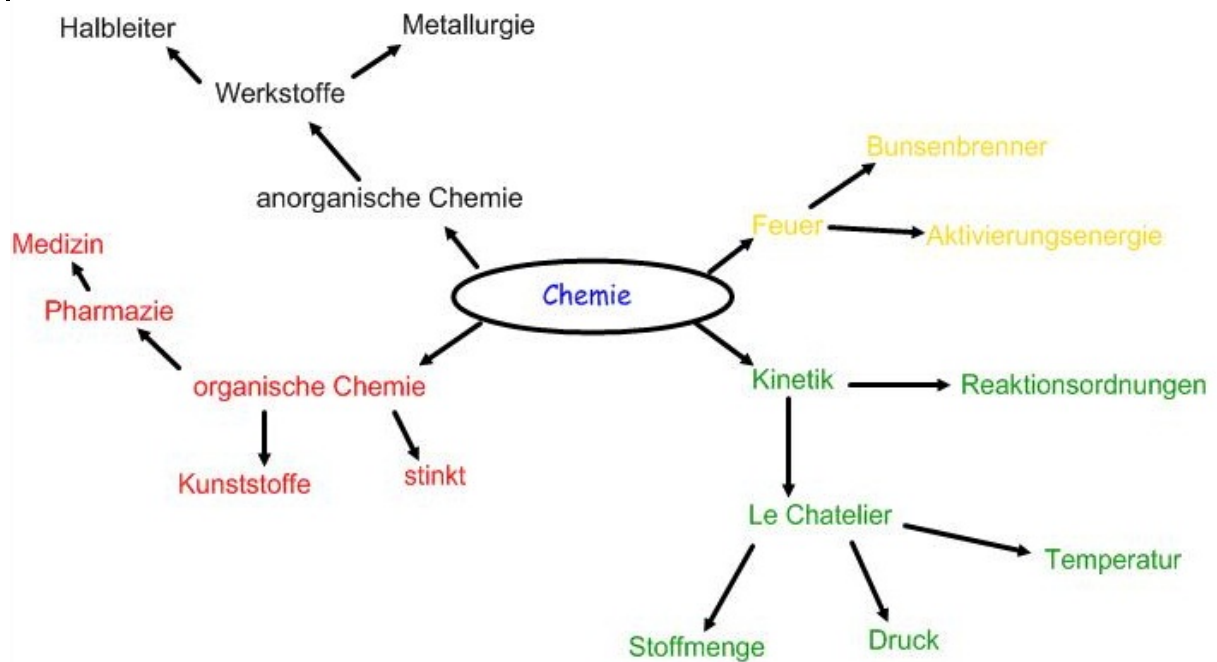 Halbleiter
Metallurgie
Werkstoffe
anorganische Chemie
Bunsenbrenner
Feuer
Aktivierungsenergie
Medizin
Pharmazie
Chemie
organische Chemie
Kunststoffe
stinkt
Kinetik
Reaktionsordnungen
Le Chatelier
Temperatur
Stoffmenge
Druck